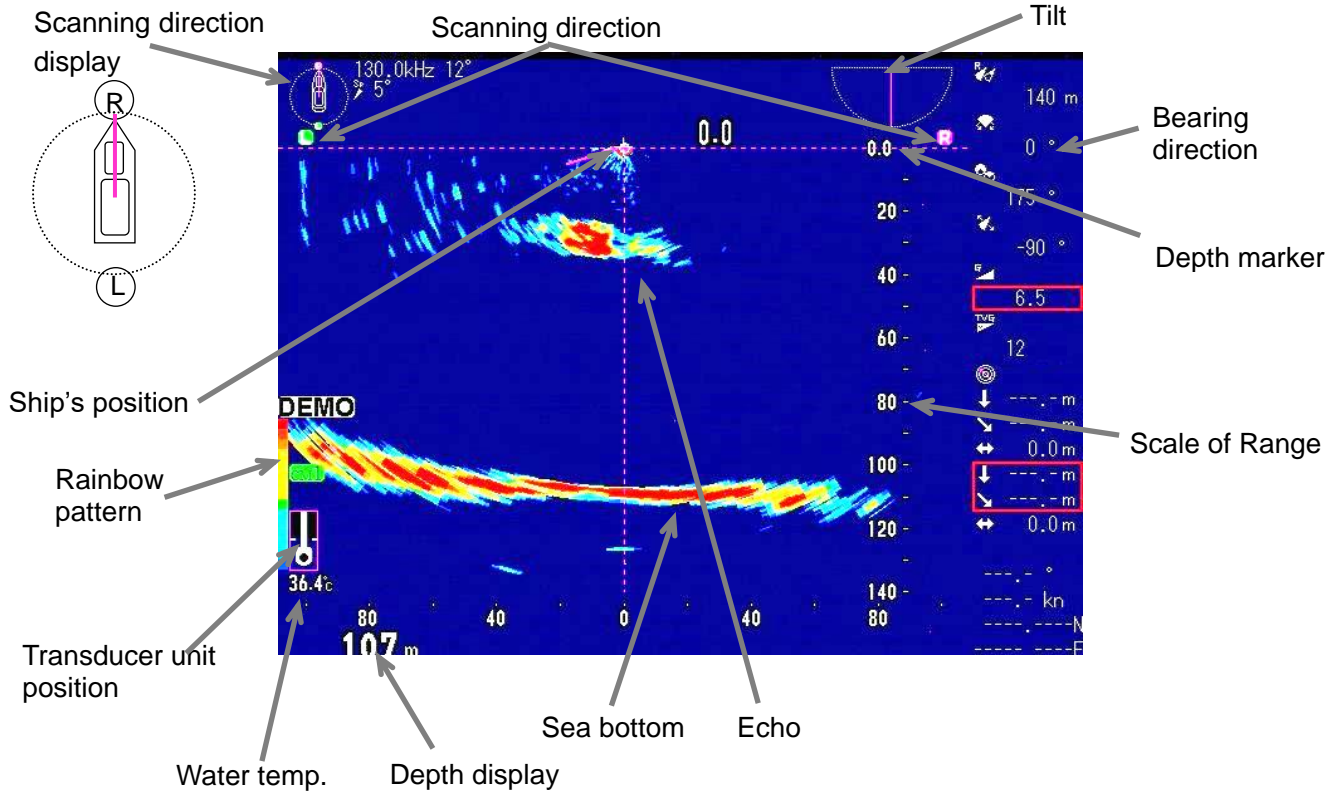 Scanning direction
display
Scanning direction
Tilt
R
L
130.0kHz 12°
5°
0.0
R
140 m
0 °
175 °
-90 °
6.5
TVG
12
---.- m
---.- m
0.0 m
---.- m
---.- m
0.0 m
---.- °
---.- kn
---.----N
Bearing
direction
Depth marker
Scale of Range
0.0
20
40
60
80
100
120
140
Ship's position
DEMO
Rainbow
pattern
36.4℃
80
40
0
40
80
107 m
Transducer unit
position
Sea bottom
Echo
Water temp.
Depth display